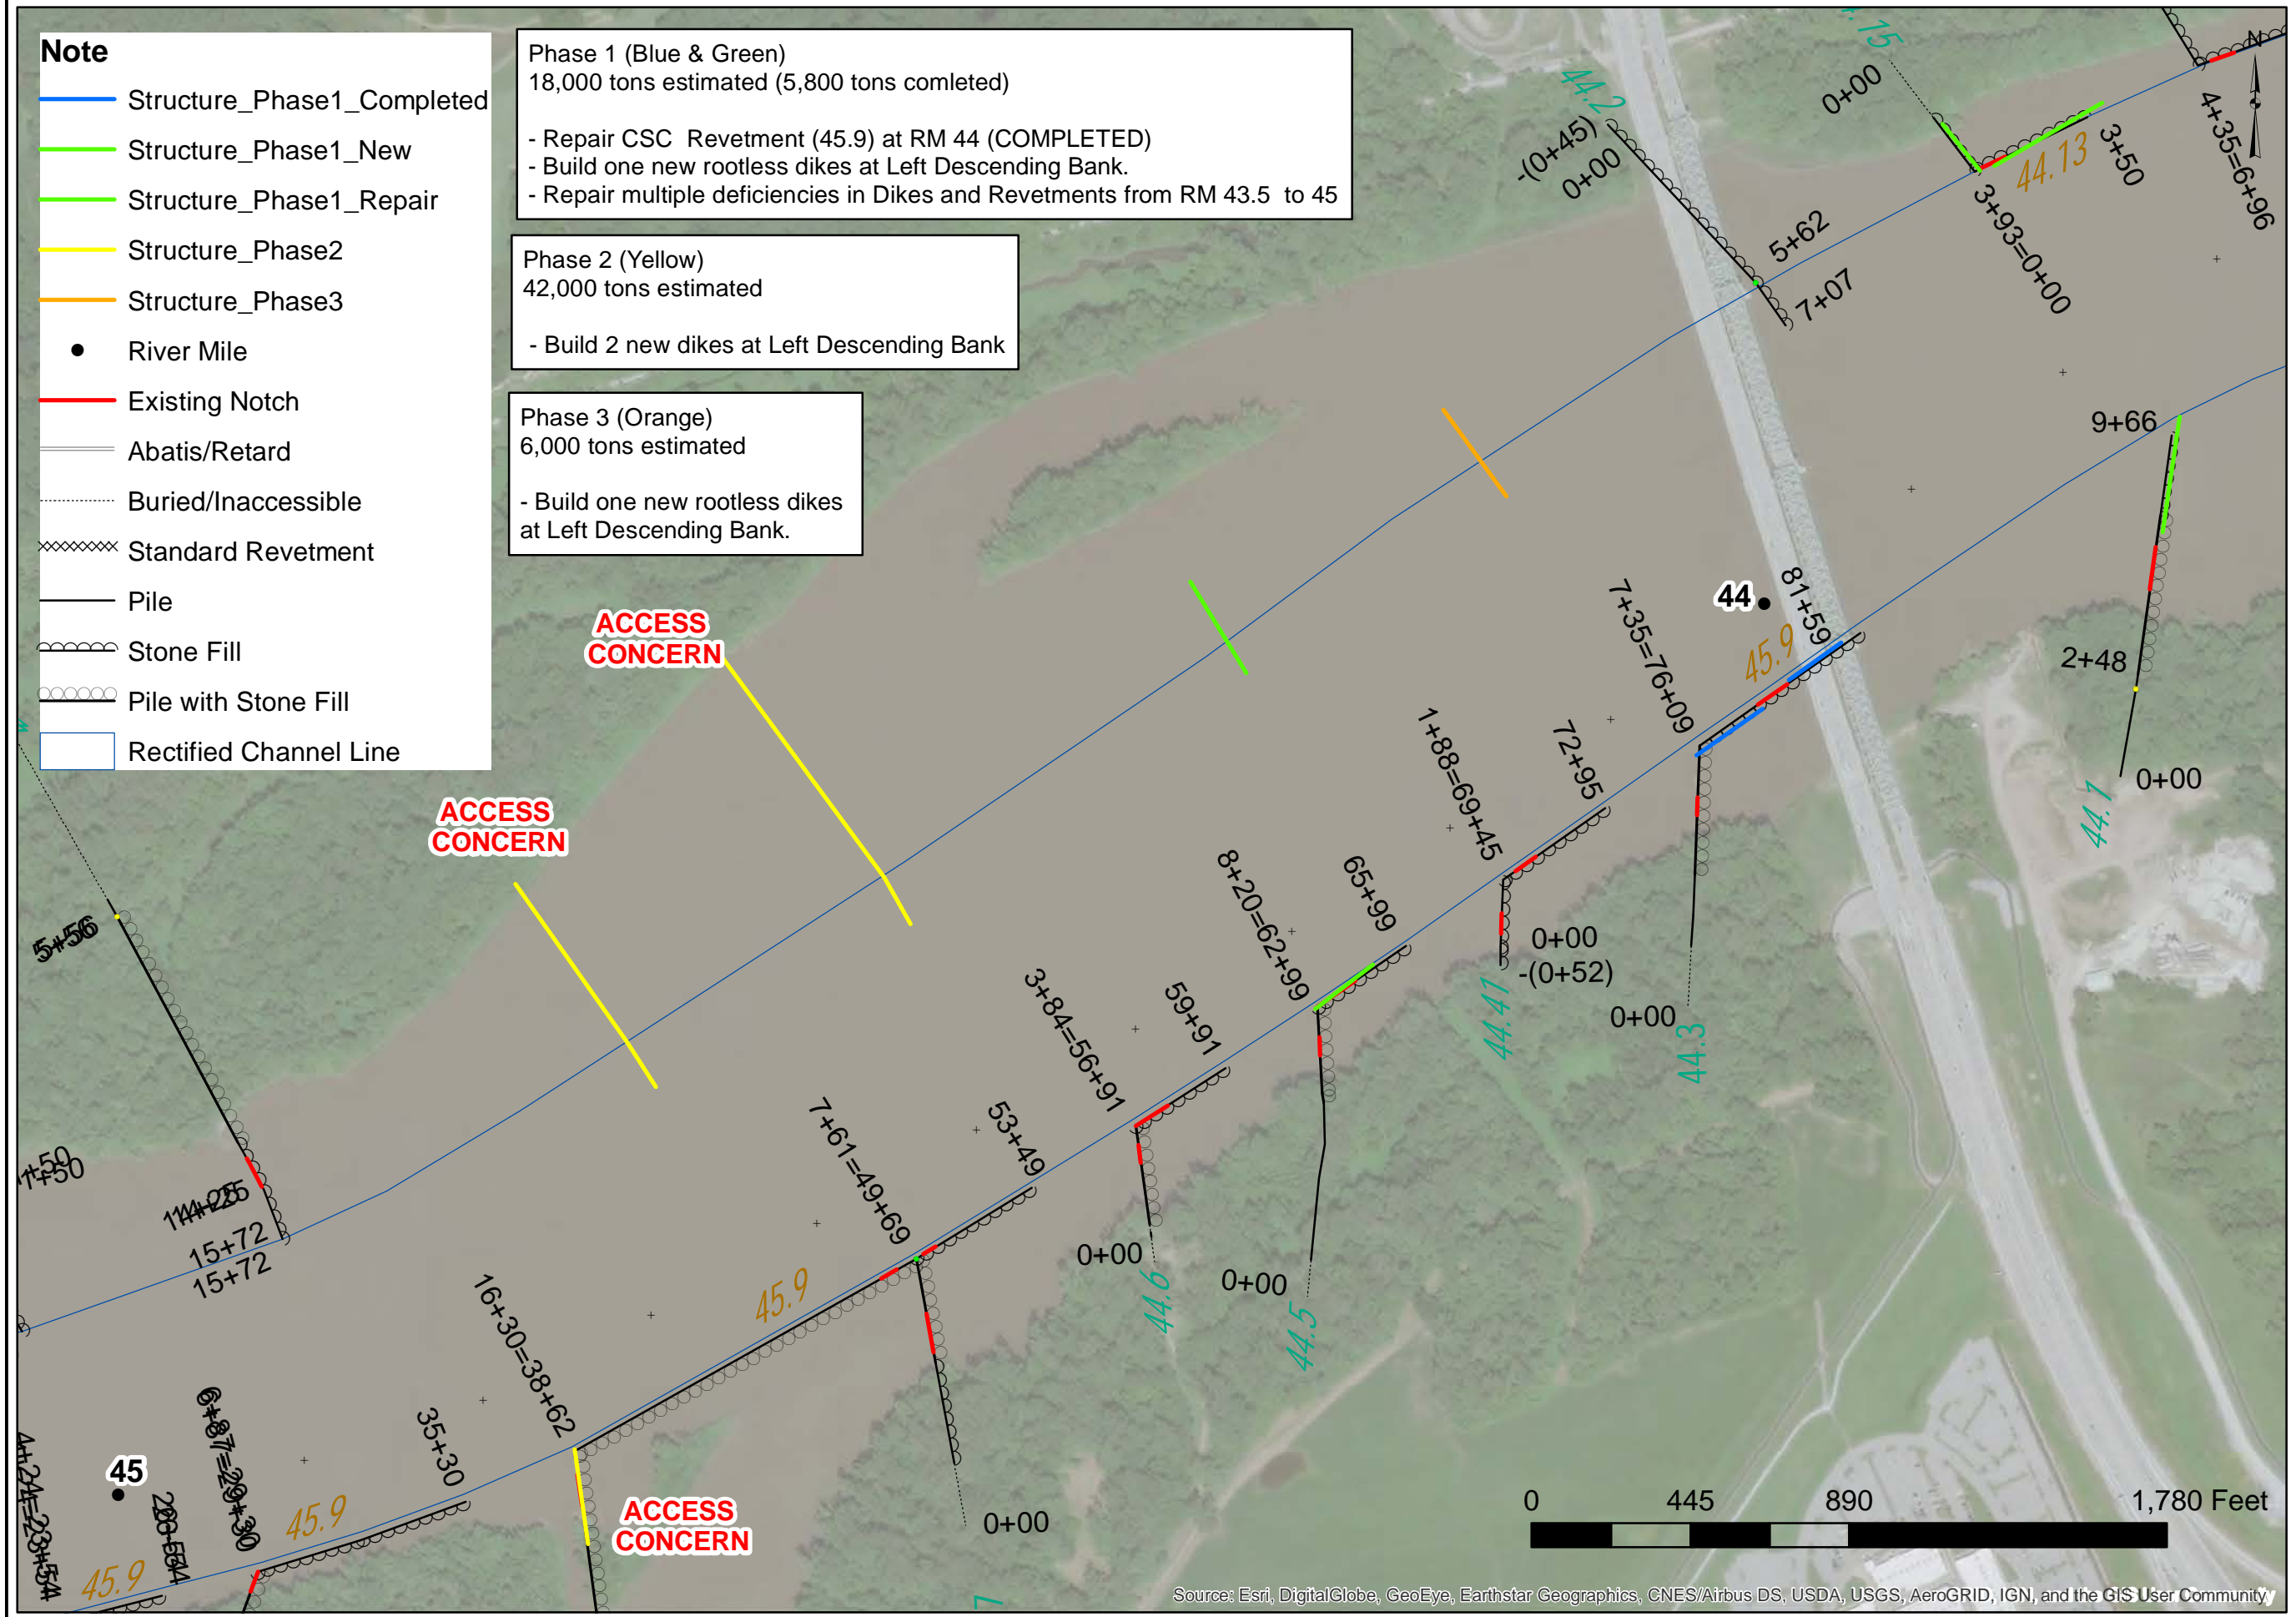 Note
Structure_Phase1_Completed
Structure_Phase1_New
Structure_Phase1_Repair
Structure_Phase2
Structure_Phase3
River Mile
Existing Notch
Abatis/Retard
Buried/Inaccessible
Standard Revetment
Pile
Stone Fill
Pile with Stone Fill
Rectified Channel Line
Phase 1 (Blue & Green)
18,000 tons estimated (5,800 tons comleted)
- Repair CSC Revetment (45.9) at RM 44 (COMPLETED)
- Build one new rootless dikes at Left Descending Bank.
- Repair multiple deficiencies in Dikes and Revetments from RM 43.5 to 45
Phase 2 (Yellow)
42,000 tons estimated
- Build 2 new dikes at Left Descending Bank
Phase 3 (Orange)
6,000 tons estimated
- Build one new rootless dikes
at Left Descending Bank.
44.2
-(0+45)
0+00
5+62
7+07
0+00
44.13
3+50
3+93=0+00
4+35=6+96
N
9+66
2+48
0+00
44.1
44
81+59
45.9
7+35=76+09
0+00
44.3
72+95
1+88=69+45
0+00
-(0+52)
44.41
65+99
8+20=62+99
0+00
44.5
59+91
3+84=56+91
0+00
44.6
53+49
7+61=49+69
0+00
45.9
16+30=38+62
35+30
45.9
6+87=29+30
45
45.9
ACCESS
CONCERN
ACCESS
CONCERN
ACCESS
CONCERN
5+56
1+50
15+72
15+72
7
0 445 890 1,780 Feet
Source: Esri, DigitalGlobe, GeoEye, Earthstar Geographics, CNES/Airbus DS, USDA, USGS, AeroGRID, IGN, and the GIS User Community